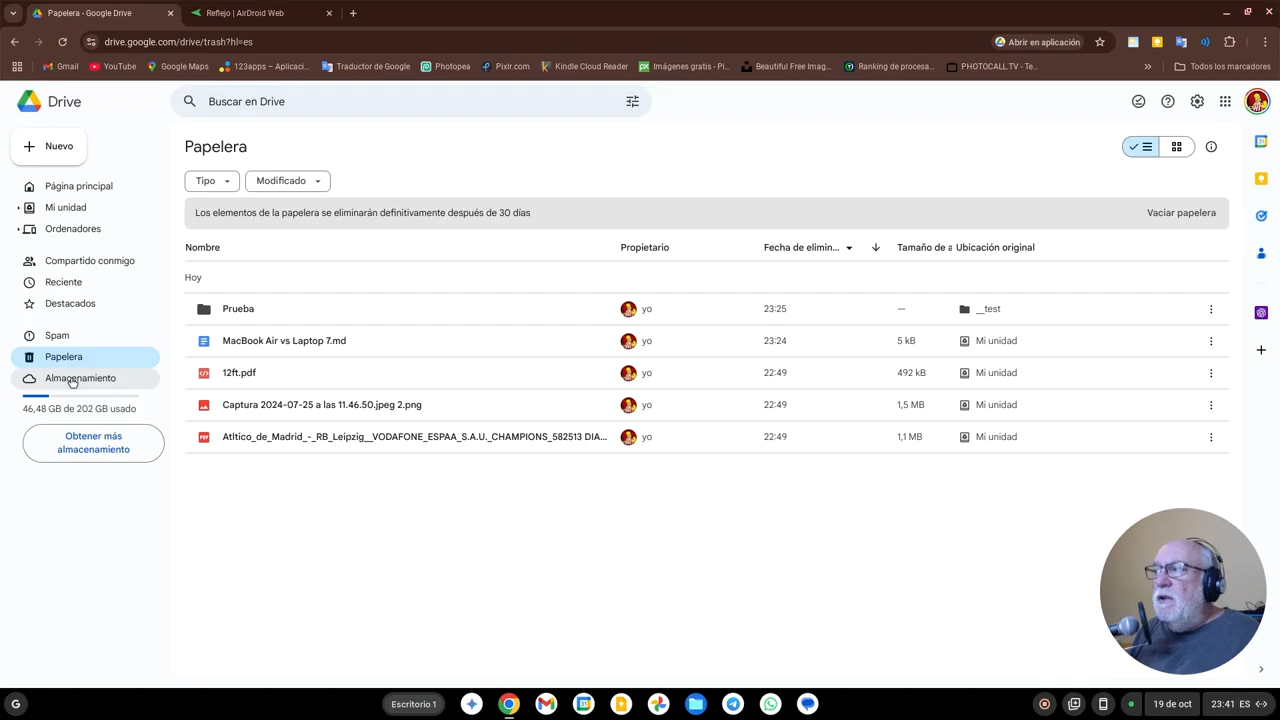 Papelera - Google Drive
Reflejo | AirDroid Web
drive.google.com/drive/trash?hl=es
Abrir en aplicación
Gmail
YouTube
Google Maps
123apps – Aplicaci...
Traductor de Google
Photopea
Pixlr.com
Kindle Cloud Reader
Imágenes gratis - Pi...
Beautiful Free Imag...
Ranking de procesa...
PHOTOCALL.TV - Te...
Todos los marcadores
Drive
Buscar en Drive
Nuevo
Página principal
Mi unidad
Ordenadores
Compartido conmigo
Reciente
Destacados
Spam
Papelera
Almacenamiento
46,48 GB de 202 GB usado
Obtener más
almacenamiento
Papelera
Tipo
Modificado
Los elementos de la papelera se eliminarán definitivamente después de 30 días
Vaciar papelera
Nombre Propietario Fecha de elimin... Tamaño de a Ubicación original
Hoy
Prueba yo 23:25 — __test
MacBook Air vs Laptop 7.md yo 23:24 5 kB Mi unidad
12ft.pdf yo 22:49 492 kB Mi unidad
Captura 2024-07-25 a las 11.46.50.jpeg 2.png yo 22:49 1,5 MB Mi unidad
Atltico_de_Madrid_-_RB_Leipzig__VODAFONE_ESPAA_S.A.U._CHAMPIONS_582513 DIA... yo 22:49 1,1 MB Mi unidad
Escritorio 1
19 de oct
23:41 ES